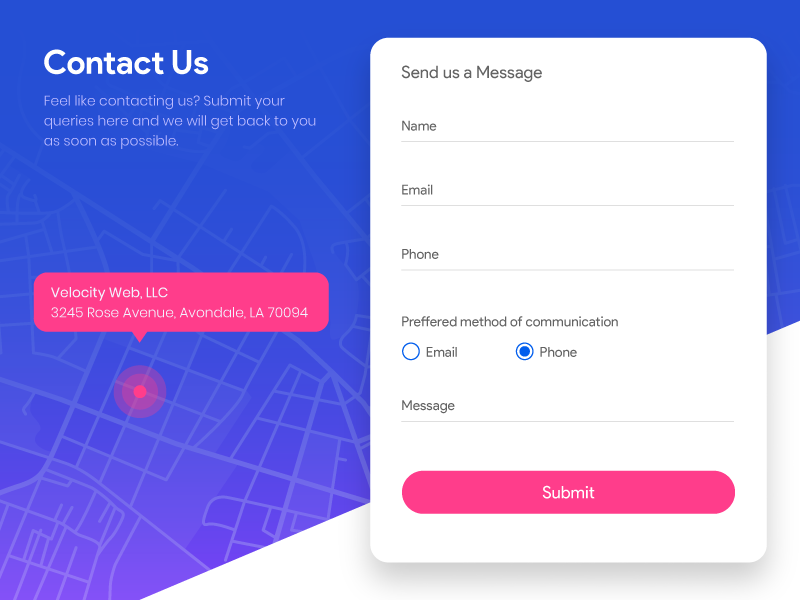 Contact Us
Feel like contacting us? Submit your
queries here and we will get back to you
as soon as possible.
Velocity Web, LLC
3245 Rose Avenue, Avondale, LA 70094
Send us a Message
Name
Email
Phone
Preffered method of communication
Email
Phone
Message
Submit